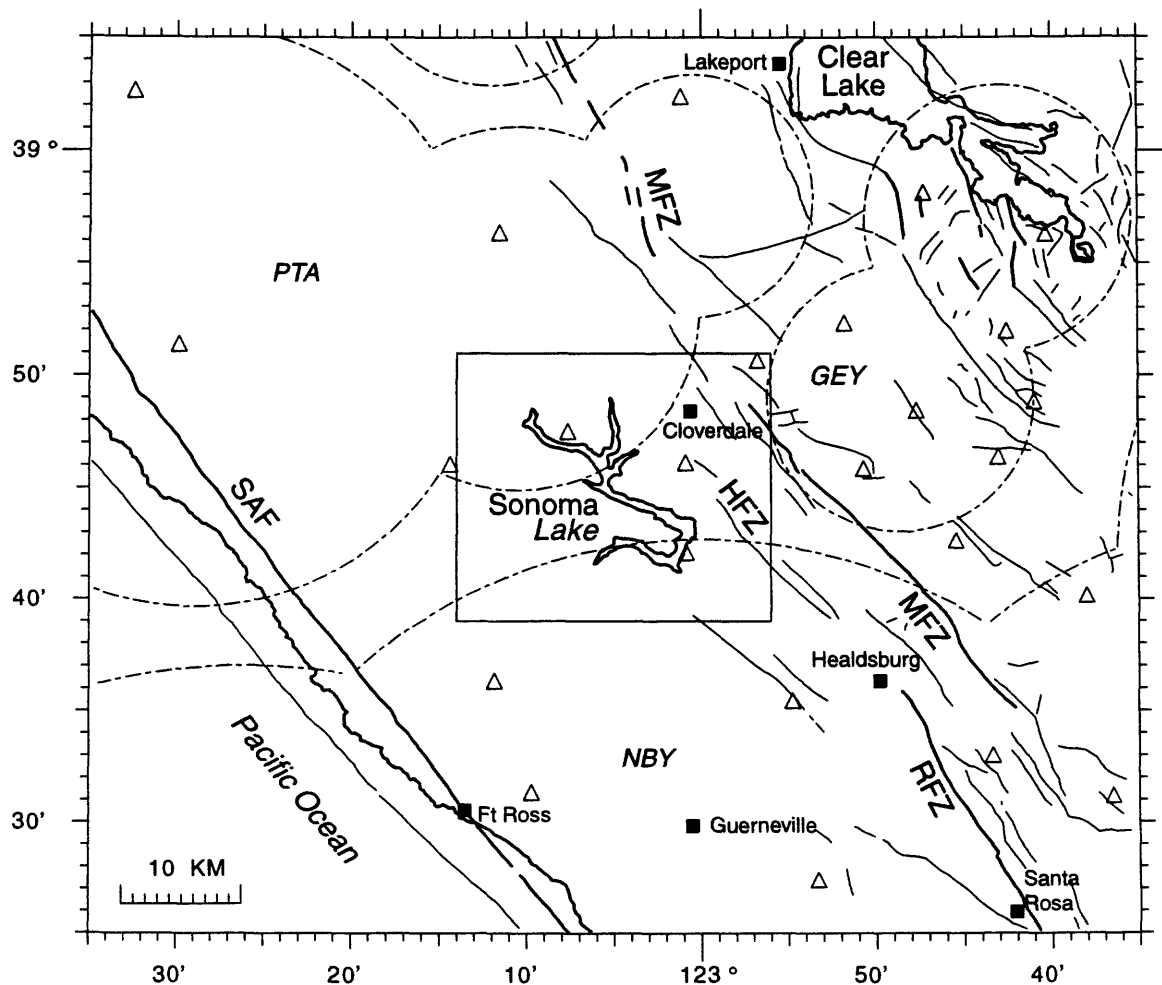 Lakeport
Clear
Lake
39 °
MFZ
PTA
50'
GEY
Cloverdale
SAF
HFZ
Sonoma
Lake
40'
MFZ
Healdsburg
Pacific Ocean
NBY
RFZ
30'
Ft Ross
Guerneville
10 KM
Santa
Rosa
30'
20'
10'
123 °
50'
40'